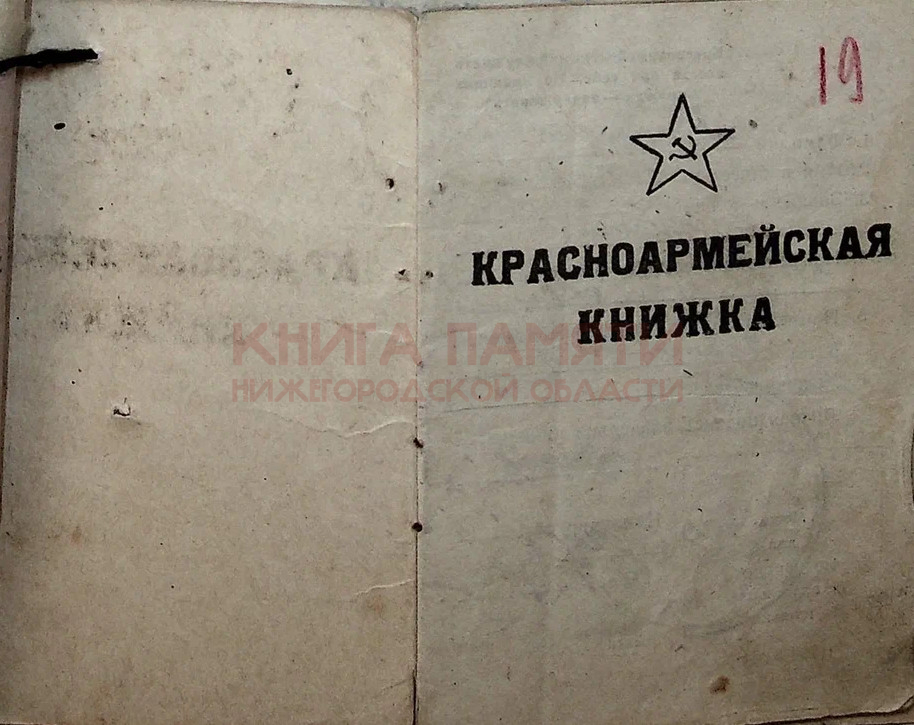 19
КРАСНОАРМЕЙСКАЯ
КНИЖКА
КНИГА ПАМЯТИ
НИЖЕГОРОДСКОЙ ОБЛАСТИ